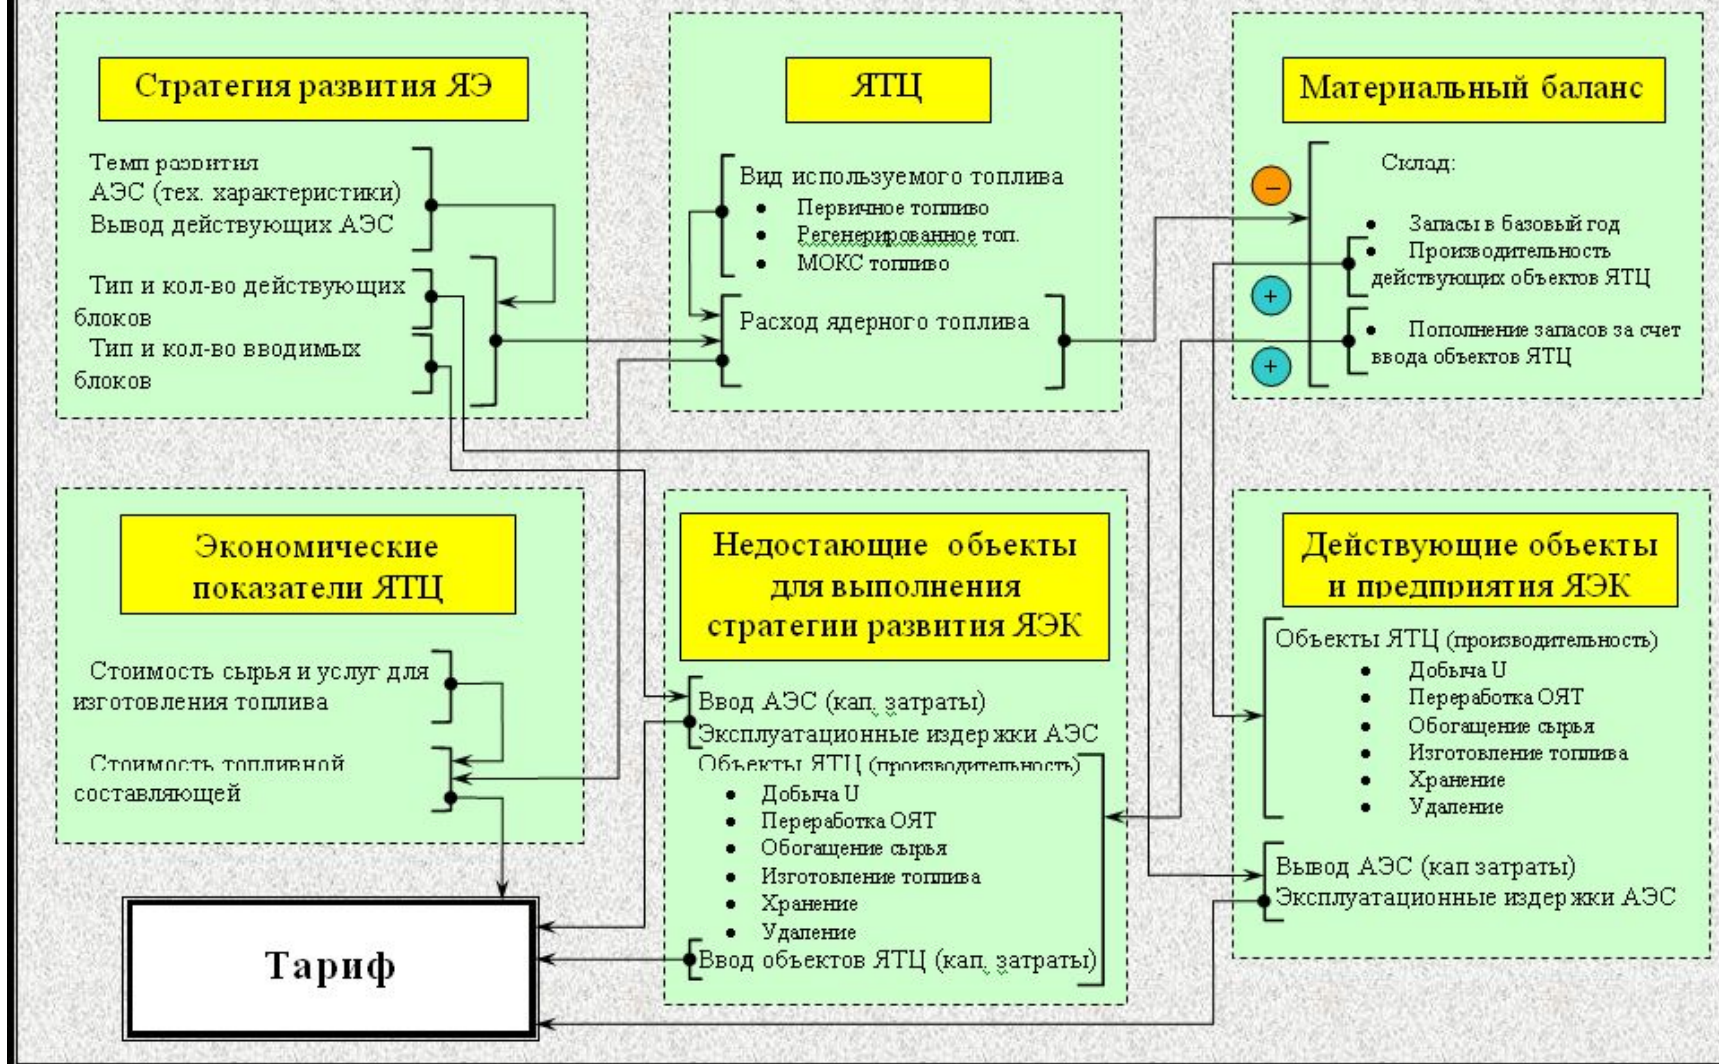 Стратегия развития ЯЭ
Темп развития
АЭС (тех. характеристики)
Вывод действующих АЭС
Тип и кол-во действующих
блоков
Тип и кол-во вводимых
блоков
ЯТЦ
Вид используемого топлива
• Первичное топливо
• Регенерированное топ.
• МОКС топливо
Расход ядерного топлива
Материальный баланс
–
+
+
Склад:
• Запасы в базовый год
• Производительность
действующих объектов ЯТЦ
• Пополнение запасов за счет
ввода объектов ЯТЦ
Экономические
показатели ЯТЦ
Стоимость сырья и услуг для
изготовления топлива
Стоимость топливной
составляющей
Недостающие объекты
для выполнения
стратегии развития ЯЭК
Ввод АЭС (кап. затраты)
Эксплуатационные издержки АЭС
Объекты ЯТЦ (производительность)
• Добыча U
• Переработка ОЯТ
• Обогащение сырья
• Изготовление топлива
• Хранение
• Удаление
Ввод объектов ЯТЦ (кап. затраты)
Действующие объекты
и предприятия ЯЭК
Объекты ЯТЦ (производительность)
• Добыча U
• Переработка ОЯТ
• Обогащение сырья
• Изготовление топлива
• Хранение
• Удаление
Вывод АЭС (кап затраты)
Эксплуатационные издержки АЭС
Тариф